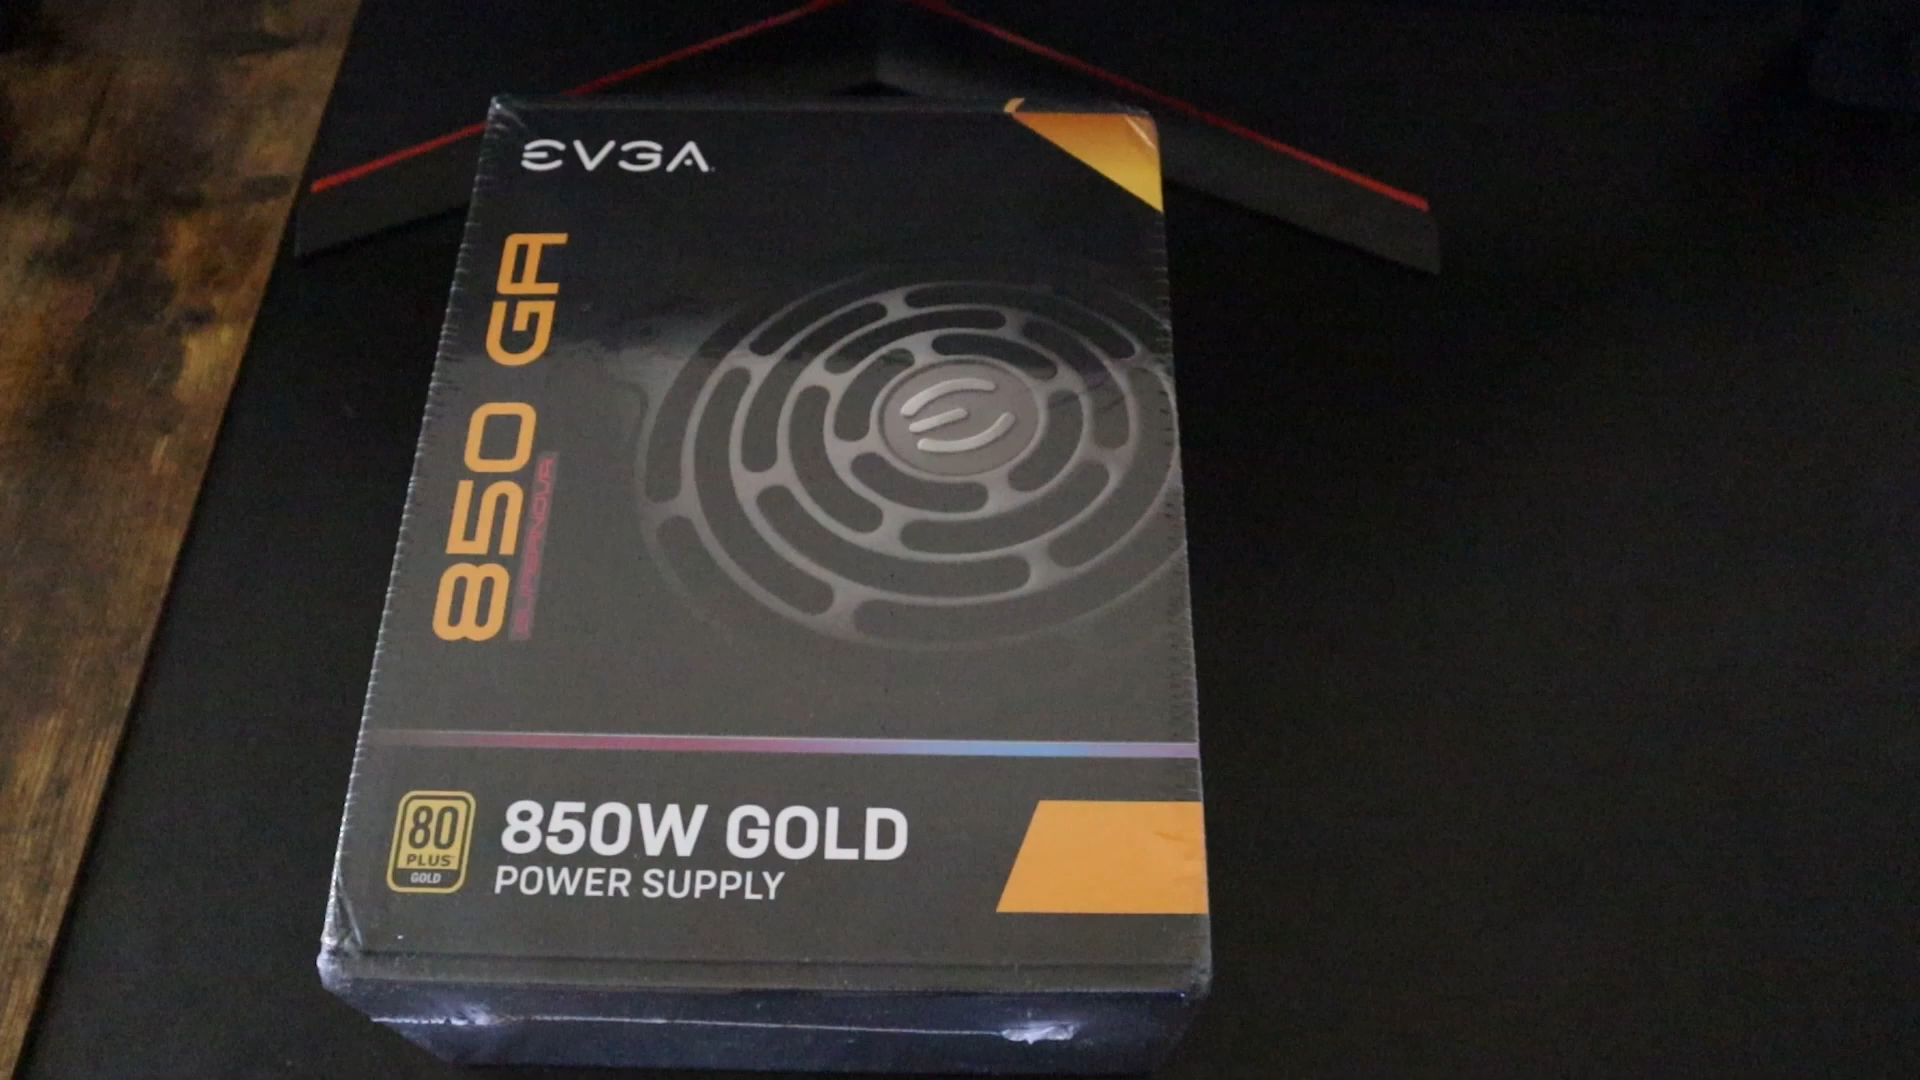 EVGA
850 GA
SUPERNOVA
80
PLUS
GOLD
850W GOLD
POWER SUPPLY